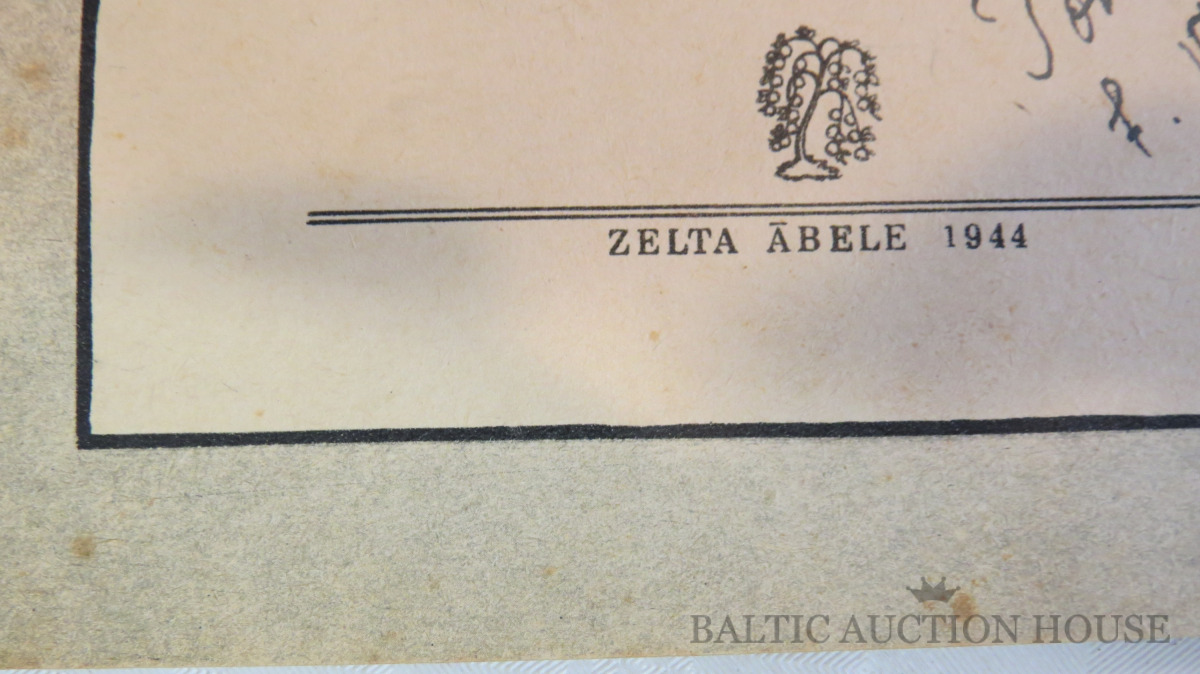 ZELTA ĀBELE 1944
BALTIC AUCTION HOUSE